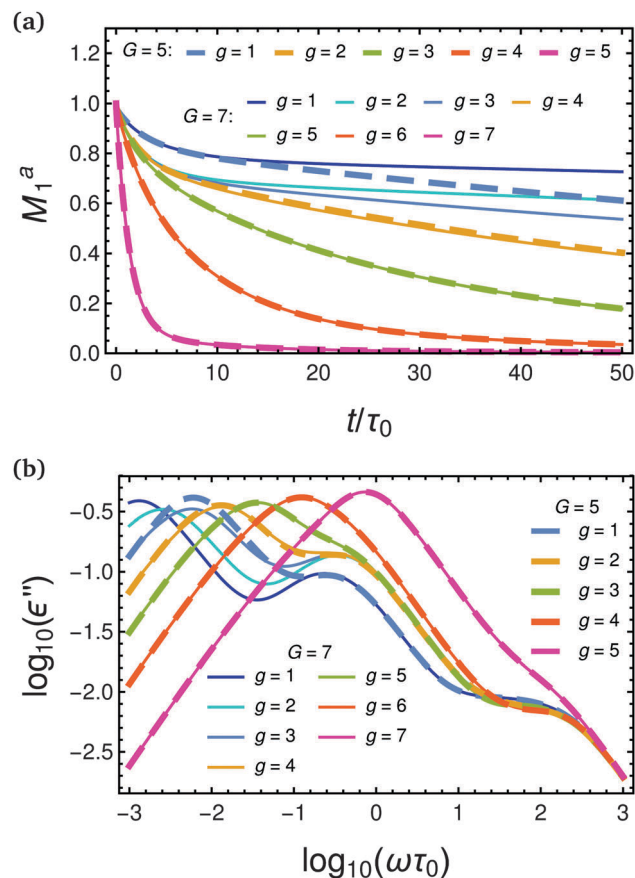 (a)
G = 5: g = 1 g = 2 g = 3 g = 4 g = 5
G = 7: g = 1 g = 2 g = 3 g = 4
g = 5 g = 6 g = 7
1.2
1.0
0.8
0.6
0.4
0.2
0.0
M₁ᵃ
0 10 20 30 40 50
t/τ₀
(b)
-0.5
-1.0
-1.5
-2.0
-2.5
log₁₀(ϵ'')
G = 5
g = 1
g = 2
g = 3
g = 4
g = 5
G = 7
g = 1 g = 5
g = 2 g = 6
g = 3 g = 7
g = 4
-3 -2 -1 0 1 2 3
log₁₀(ωτ₀)